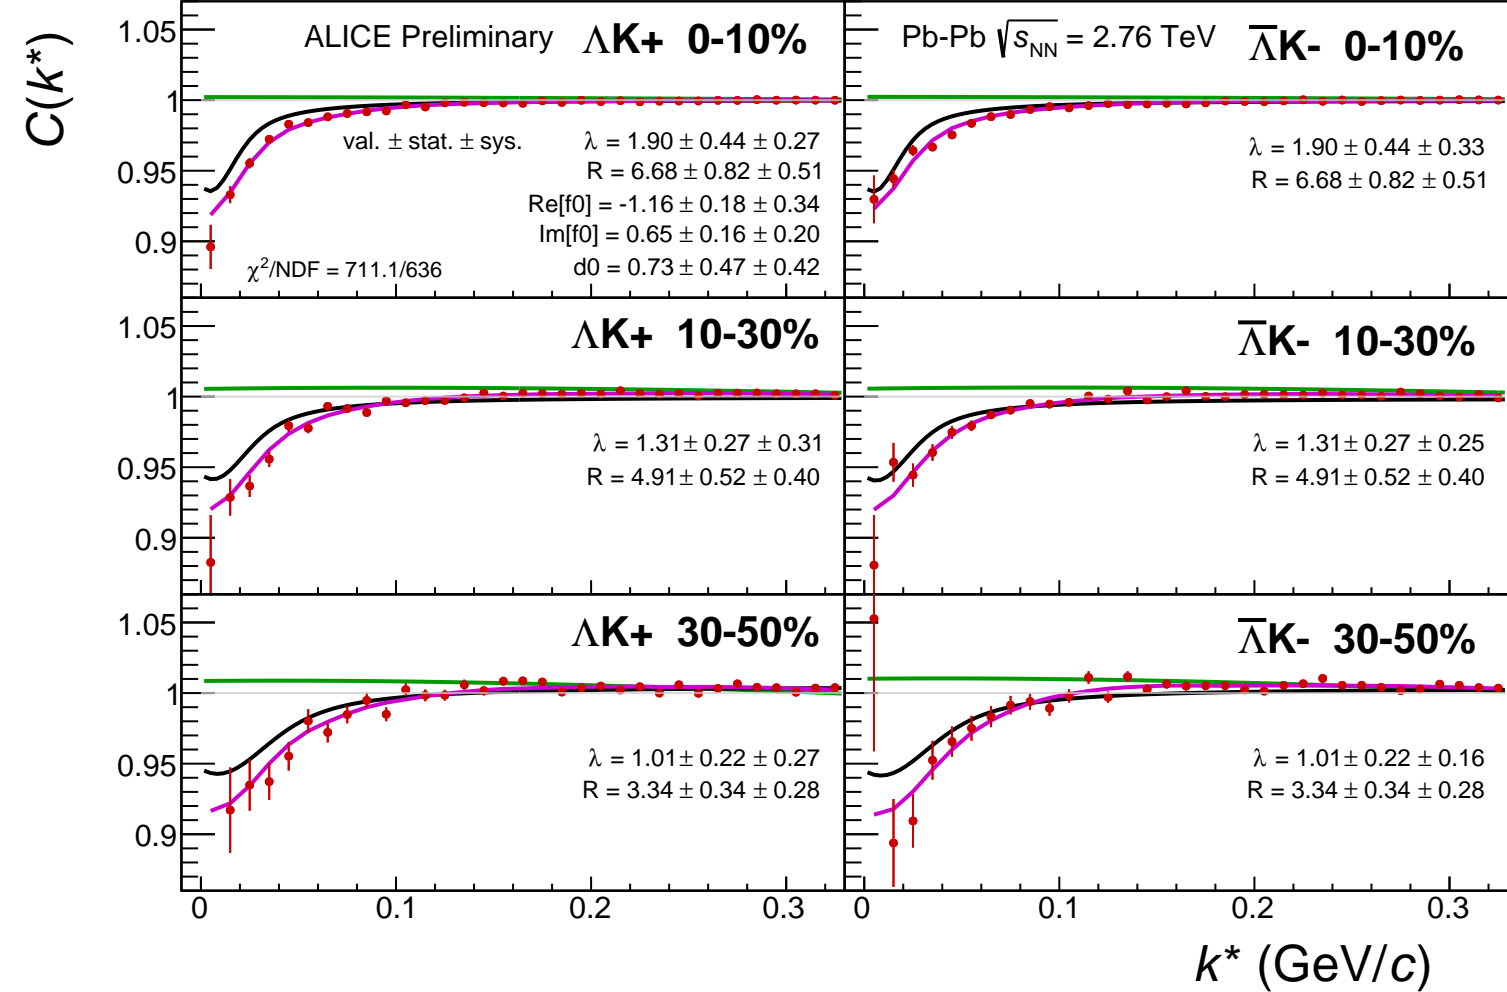 C(k*)
1.05
1
0.95
0.9
ALICE Preliminary ΛK+ 0-10%
val. ± stat. ± sys.
λ = 1.90 ± 0.44 ± 0.27
R = 6.68 ± 0.82 ± 0.51
Re[f0] = -1.16 ± 0.18 ± 0.34
Im[f0] = 0.65 ± 0.16 ± 0.20
d0 = 0.73 ± 0.47 ± 0.42
χ²/NDF = 711.1/636
Pb-Pb √s_NN = 2.76 TeV Λ̅K- 0-10%
λ = 1.90 ± 0.44 ± 0.33
R = 6.68 ± 0.82 ± 0.51
1.05
1
0.95
0.9
ΛK+ 10-30%
λ = 1.31 ± 0.27 ± 0.31
R = 4.91 ± 0.52 ± 0.40
Λ̅K- 10-30%
λ = 1.31 ± 0.27 ± 0.25
R = 4.91 ± 0.52 ± 0.40
1.05
1
0.95
0.9
ΛK+ 30-50%
λ = 1.01 ± 0.22 ± 0.27
R = 3.34 ± 0.34 ± 0.28
Λ̅K- 30-50%
λ = 1.01 ± 0.22 ± 0.16
R = 3.34 ± 0.34 ± 0.28
0 0.1 0.2 0.3
0 0.1 0.2 0.3
k* (GeV/c)